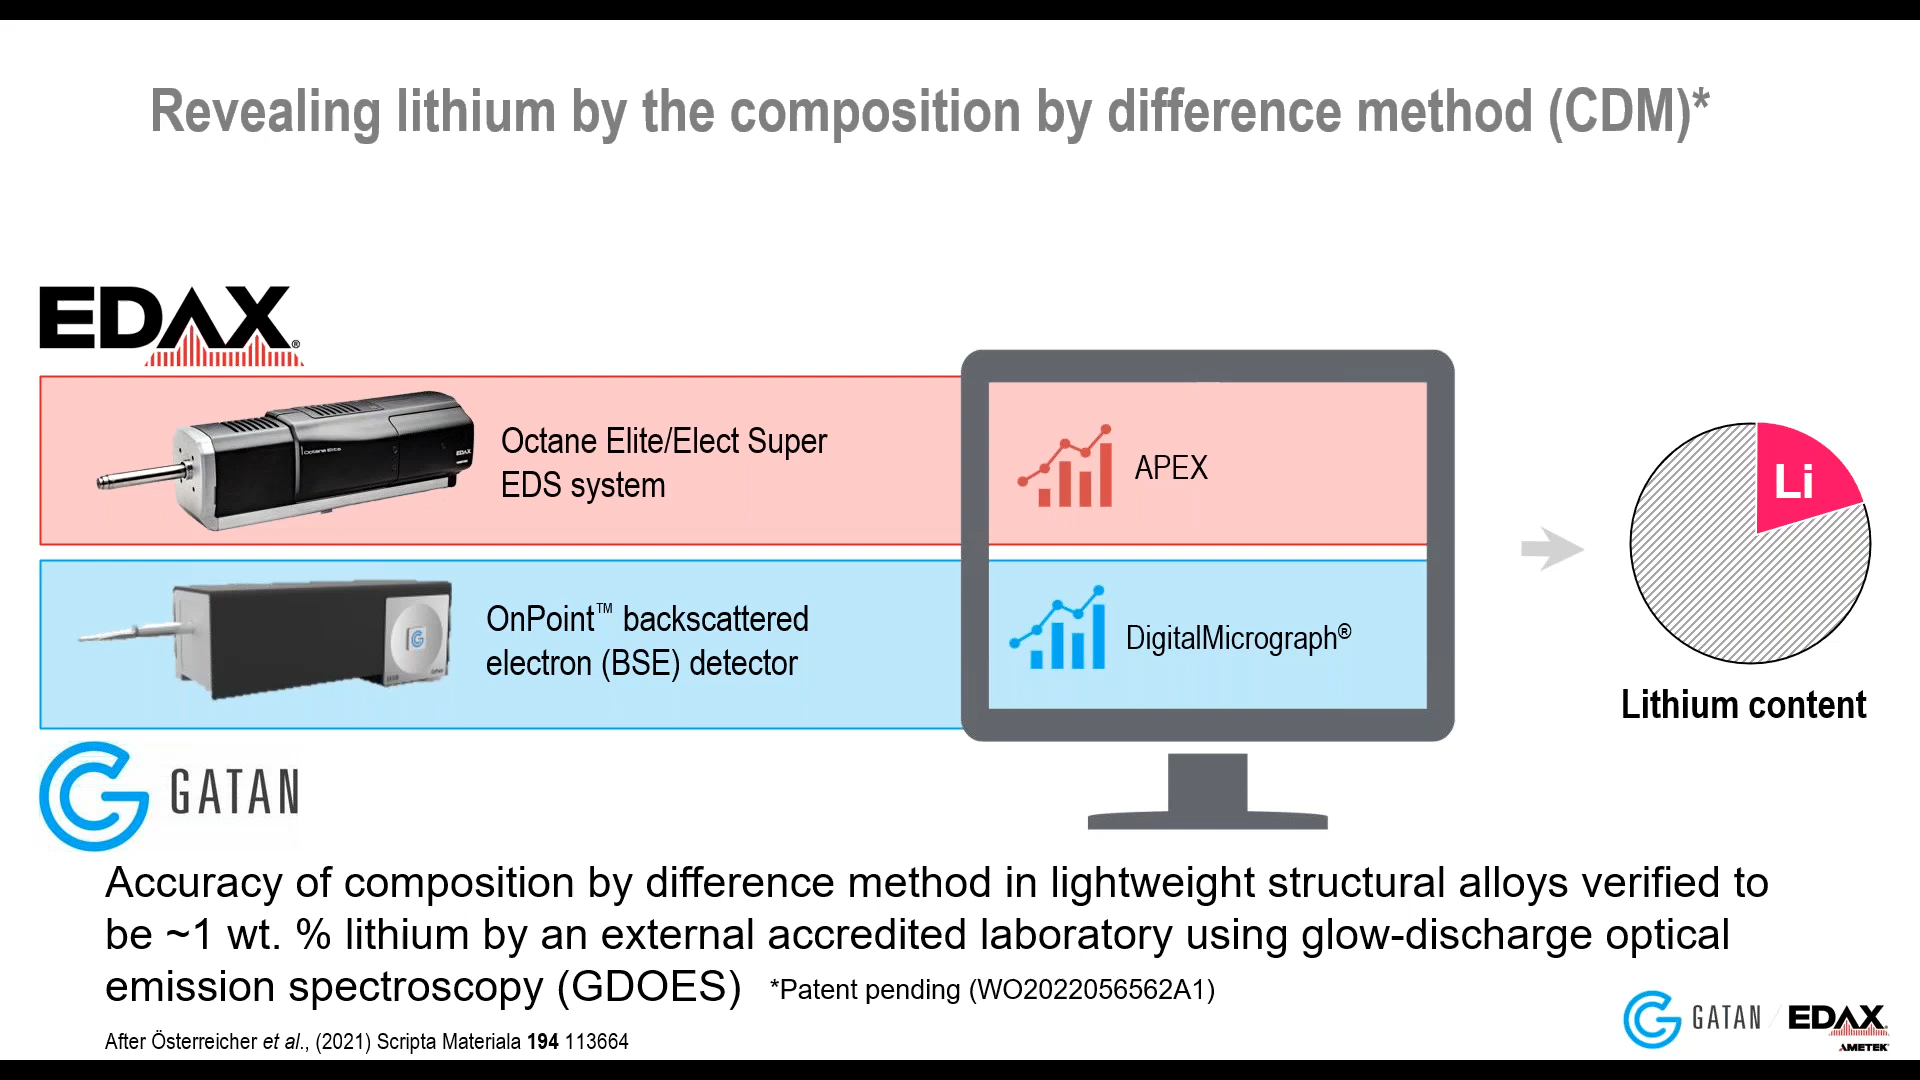 Revealing lithium by the composition by difference method (CDM)*
EDAX®
Octane Elite
EDAX
Octane Elite/Elect Super
EDS system
APEX
Li
OnPoint™ backscattered
electron (BSE) detector
DigitalMicrograph®
Lithium content
GATAN
Accuracy of composition by difference method in lightweight structural alloys verified to
be ~1 wt. % lithium by an external accredited laboratory using glow-discharge optical
emission spectroscopy (GDOES) *Patent pending (WO2022056562A1)
After Österreicher et al., (2021) Scripta Materiala 194 113664
GATAN / EDAX
AMETEK